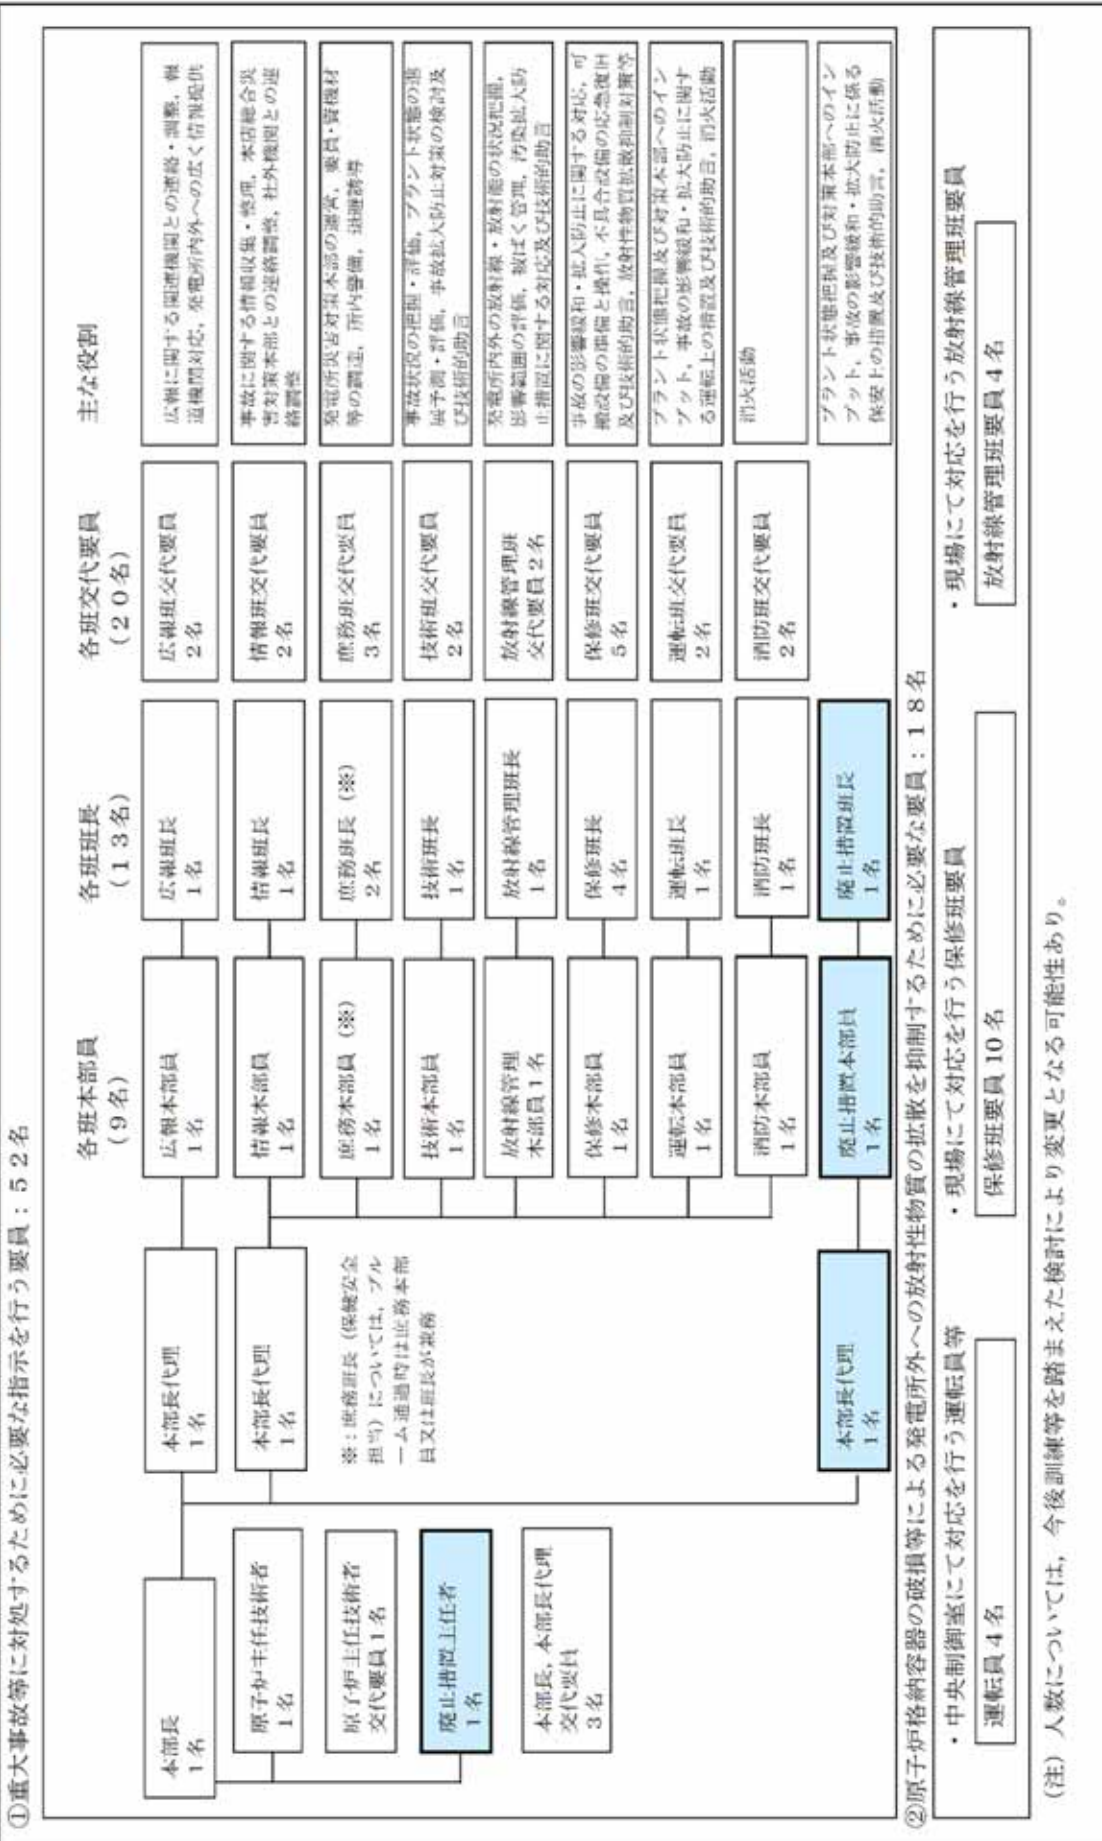 ①重大事故等に対処するために必要な指示を行う要員：52名
本部長
1名
原子炉主任技術者
1名
原子炉主任技術者
交代要員1名
廃止措置主任者
1名
本部長，本部長代理
交代要員
3名
本部長代理
1名
本部長代理
1名
※：庶務班長（保健安全
担当）については，プル
ーム通過時は庶務本部
員又は班長が兼務
本部長代理
1名
各班本部員
（9名）
広報本部員
1名
情報本部員
1名
庶務本部員（※）
1名
技術本部員
1名
放射線管理
本部員1名
保修本部員
1名
運転本部員
1名
消防本部員
1名
廃止措置本部員
1名
各班班長
（13名）
広報班長
1名
情報班長
1名
庶務班長（※）
2名
技術班長
1名
放射線管理班長
1名
保修班長
4名
運転班長
1名
消防班長
1名
廃止措置班長
1名
各班交代要員
（20名）
広報班交代要員
2名
情報班交代要員
2名
庶務班交代要員
3名
技術班交代要員
2名
放射線管理班
交代要員2名
保修班交代要員
5名
運転班交代要員
2名
消防班交代要員
2名
主な役割
広報に関する関連機関との連絡・調整，報
道機関対応，発電所内外への広く情報提供
事故に関する情報収集・整理，本店総合災
害対策本部との連絡調整，社外機関との連
絡調整
発電所災害対策本部の運営，要員・資機材
等の調達，所内警備，退避誘導
事故状況の把握・評価，プラント状態の進
展予測・評価，事故拡大防止対策の検討及
び技術的助言
発電所内外の放射線・放射能の状況把握，
影響範囲の評価，被ばく管理，汚染拡大防
止措置に関する対応及び技術的助言
事故の影響緩和・拡大防止に関する対応，可
搬設備の準備と操作，不具合設備の応急復旧
及び技術的助言，放射性物質拡散抑制対策等
プラント状態把握及び対策本部へのイン
プット，事故の影響緩和・拡大防止に関す
る運転上の措置及び技術的助言，消火活動
消火活動
プラント状態把握及び対策本部へのイン
プット，事故の影響緩和・拡大防止に係る
保安上の措置及び技術的助言，消火活動
②原子炉格納容器の破損等による発電所外への放射性物質の拡散を抑制するために必要な要員：18名
・中央制御室にて対応を行う運転員等
運転員4名
・現場にて対応を行う保修班要員
保修班要員10名
・現場にて対応を行う放射線管理班要員
放射線管理班要員4名
（注）人数については，今後訓練等を踏まえた検討により変更となる可能性あり。